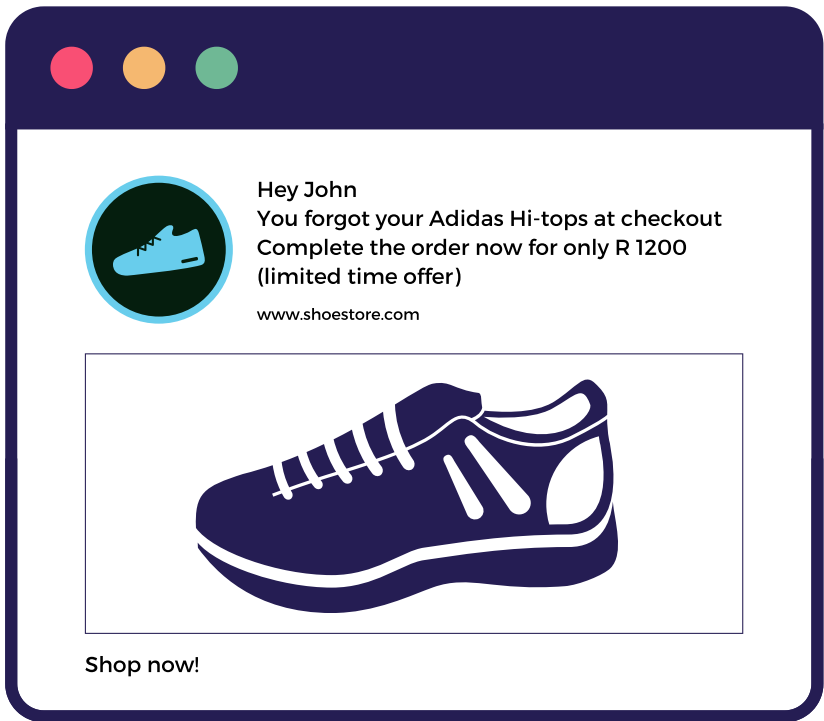 Hey John
You forgot your Adidas Hi-tops at checkout
Complete the order now for only R 1200
(limited time offer)
www.shoestore.com
Shop now!